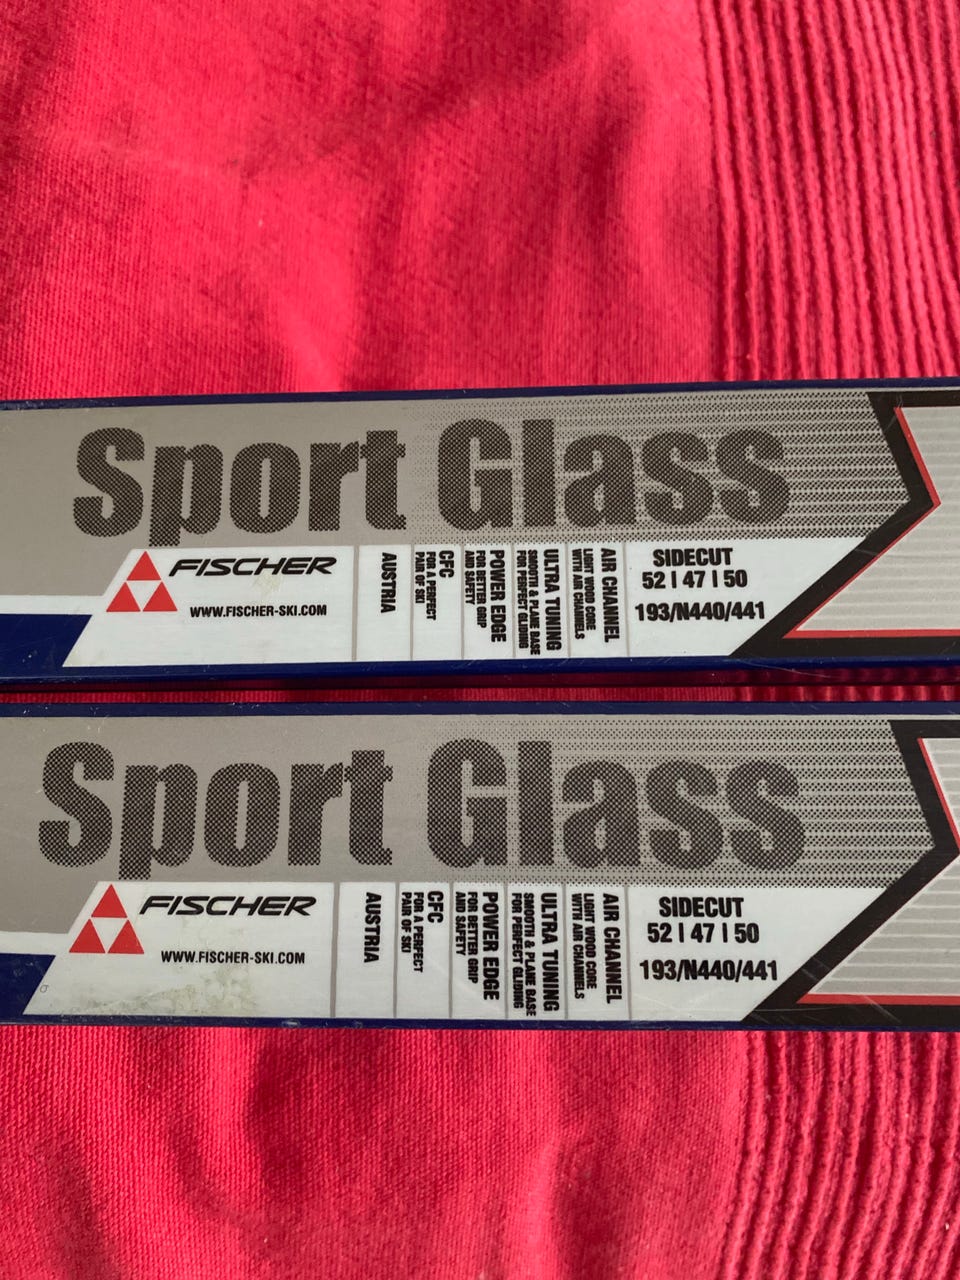 Sport Glass
FISCHER
WWW.FISCHER-SKI.COM
AUSTRIA
CFC
FOR A PERFECT
PAIR OF SKI
POWER EDGE
FOR BETTER GRIP
AND SAFETY
ULTRA TUNING
SMOOTH & PLANE BASE
FOR PERFECT GLIDING
AIR CHANNEL
LIGHT WOOD CORE
WITH AIR CHANNELS
SIDECUT
52 | 47 | 50
193/N440/441
Sport Glass
FISCHER
WWW.FISCHER-SKI.COM
AUSTRIA
CFC
FOR A PERFECT
PAIR OF SKI
POWER EDGE
FOR BETTER GRIP
AND SAFETY
ULTRA TUNING
SMOOTH & PLANE BASE
FOR PERFECT GLIDING
AIR CHANNEL
LIGHT WOOD CORE
WITH AIR CHANNELS
SIDECUT
52 | 47 | 50
193/N440/441